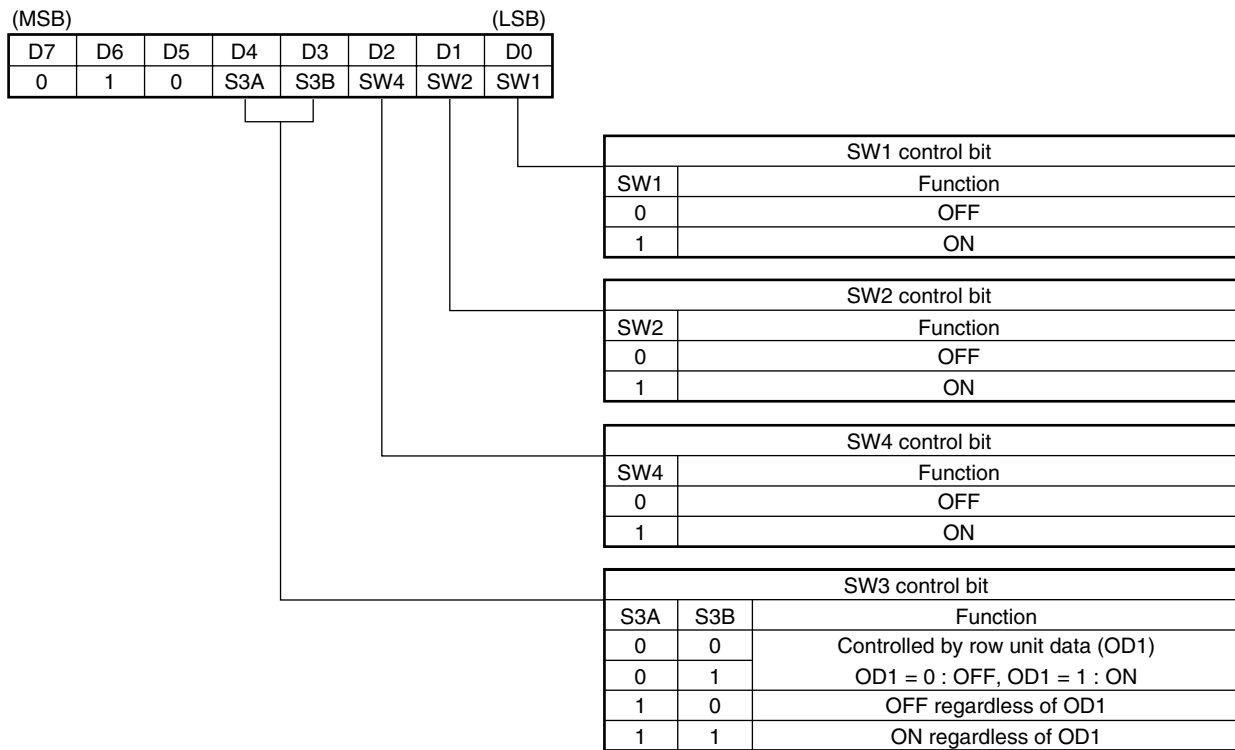 (MSB) (LSB)
D7 D6 D5 D4 D3 D2 D1 D0
0 1 0 S3A S3B SW4 SW2 SW1
SW1 control bit
SW1 Function
0 OFF
1 ON
SW2 control bit
SW2 Function
0 OFF
1 ON
SW4 control bit
SW4 Function
0 OFF
1 ON
SW3 control bit
S3A S3B Function
0 0 Controlled by row unit data (OD1)
0 1 OD1 = 0 : OFF, OD1 = 1 : ON
1 0 OFF regardless of OD1
1 1 ON regardless of OD1